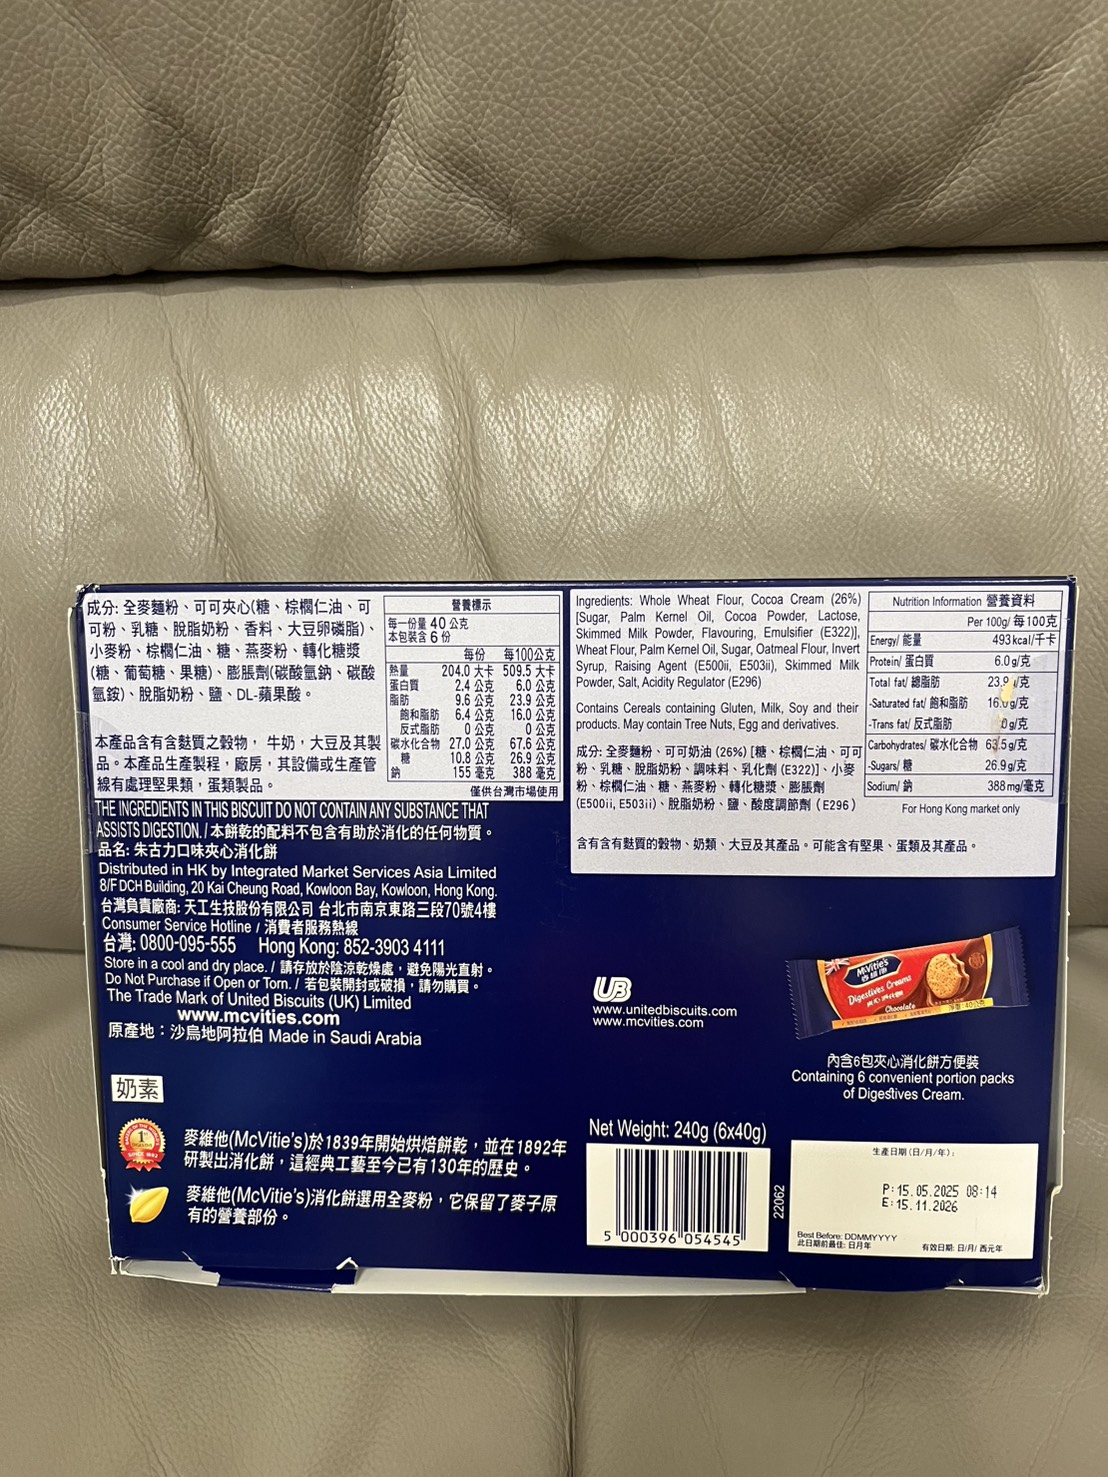 成分: 全麥麵粉、可可夾心(糖、棕櫚仁油、可
可粉、乳糖、脫脂奶粉、香料、大豆卵磷脂)、
小麥粉、棕櫚仁油、糖、燕麥粉、轉化糖漿
(糖、葡萄糖、果糖)、膨脹劑(碳酸氫鈉、碳酸
氫銨)、脫脂奶粉、鹽、DL-蘋果酸。
本產品含有含麩質之穀物，牛奶，大豆及其製
品。本產品生產製程，廠房，其設備或生產管
線有處理堅果類，蛋類製品。
營養標示
每一份量 40 公克
本包裝含 6 份
每份 每100公克
熱量 204.0 大卡 509.5 大卡
蛋白質 2.4 公克 6.0 公克
脂肪 9.6 公克 23.9 公克
飽和脂肪 6.4 公克 16.0 公克
反式脂肪 0 公克 0 公克
碳水化合物 27.0 公克 67.6 公克
糖 10.8 公克 26.9 公克
鈉 155 毫克 388 毫克
僅供台灣市場使用
THE INGREDIENTS IN THIS BISCUIT DO NOT CONTAIN ANY SUBSTANCE THAT
ASSISTS DIGESTION. / 本餅乾的配料不包含有助於消化的任何物質。
品名: 朱古力口味夾心消化餅
Distributed in HK by Integrated Market Services Asia Limited
8/F DCH Building, 20 Kai Cheung Road, Kowloon Bay, Kowloon, Hong Kong.
台灣負責廠商: 天工生技股份有限公司 台北市南京東路三段70號4樓
Consumer Service Hotline / 消費者服務熱線
台灣: 0800-095-555 Hong Kong: 852-3903 4111
Store in a cool and dry place. / 請存放於陰涼乾燥處，避免陽光直射。
Do Not Purchase if Open or Torn. / 若包裝開封或破損，請勿購買。
The Trade Mark of United Biscuits (UK) Limited
www.mcvities.com
原產地：沙烏地阿拉伯 Made in Saudi Arabia
奶素
1
SINCE 1892
麥維他(McVitie's)於1839年開始烘焙餅乾，並在1892年
研製出消化餅，這經典工藝至今已有130年的歷史。
麥維他(McVitie's)消化餅選用全麥粉，它保留了麥子原
有的營養部份。
Ingredients: Whole Wheat Flour, Cocoa Cream (26%)
[Sugar, Palm Kernel Oil, Cocoa Powder, Lactose,
Skimmed Milk Powder, Flavouring, Emulsifier (E322)],
Wheat Flour, Palm Kernel Oil, Sugar, Oatmeal Flour, Invert
Syrup, Raising Agent (E500ii, E503ii), Skimmed Milk
Powder, Salt, Acidity Regulator (E296)
Contains Cereals containing Gluten, Milk, Soy and their
products. May contain Tree Nuts, Egg and derivatives.
成分: 全麥麵粉、可可奶油 (26%) [糖、棕櫚仁油、可可
粉、乳糖、脫脂奶粉、調味料、乳化劑 (E322)]、小麥
粉、棕櫚仁油、糖、燕麥粉、轉化糖漿、膨脹劑
(E500ii, E503ii)、脫脂奶粉、鹽、酸度調節劑 (E296)
含有含有麩質的穀物、奶類、大豆及其產品。可能含有堅果、蛋類及其產品。
Nutrition Information 營養資料
Per 100g/ 每100克
Energy/ 能量 493 kcal/千卡
Protein/ 蛋白質 6.0 g/克
Total fat/ 總脂肪 23.9 g/克
-Saturated fat/ 飽和脂肪 16.0 g/克
-Trans fat/ 反式脂肪 0 g/克
Carbohydrates/ 碳水化合物 63.5 g/克
-Sugars/ 糖 26.9 g/克
Sodium/ 鈉 388 mg/毫克
For Hong Kong market only
UB
www.unitedbiscuits.com
www.mcvities.com
McVitie's
麥維他
Digestives Creams
夾心消化餅
Chocolate
淨重: 40公克
內含6包夾心消化餅方便裝
Containing 6 convenient portion packs
of Digestives Cream.
Net Weight: 240g (6x40g)
5 000396 054545
22062
生產日期 (日/月/年):
P: 15.05.2025 08:14
E: 15.11.2026
Best Before: DDMMYYYY
此日期前最佳: 日月年
有效日期: 日/月/ 西元年